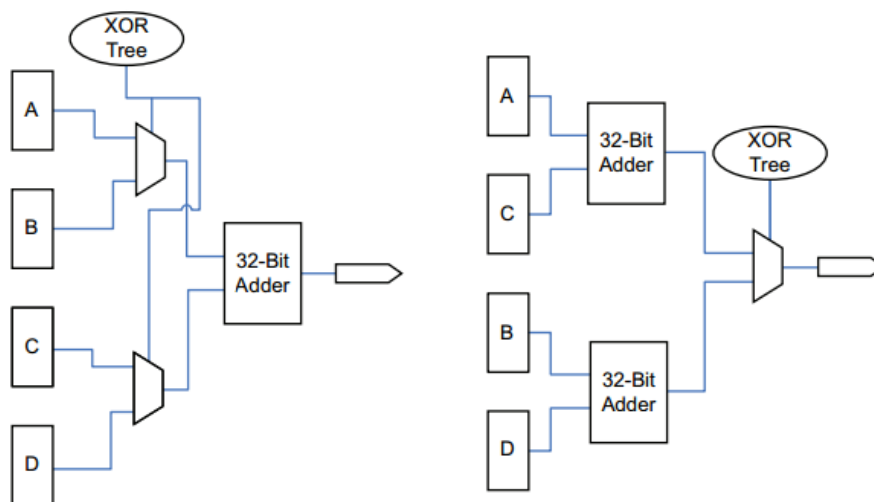 XOR
Tree
A
B
C
D
32-Bit
Adder
A
C
B
D
32-Bit
Adder
32-Bit
Adder
XOR
Tree